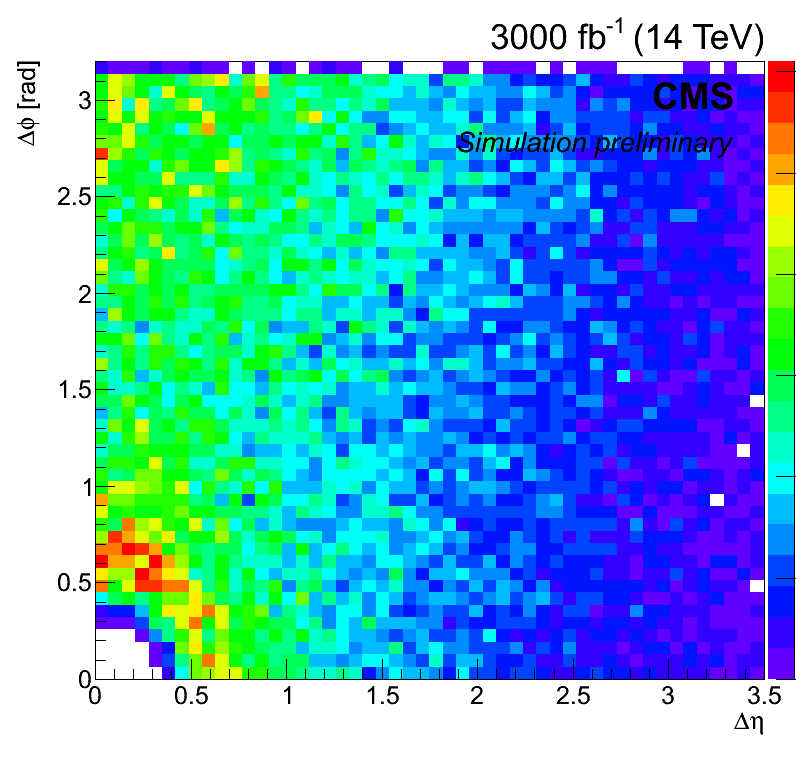 3000 fb-1 (14 TeV)
Δφ [rad]
CMS
Simulation preliminary
3
2.5
2
1.5
1
0.5
0
0 0.5 1 1.5 2 2.5 3 3.5
Δη